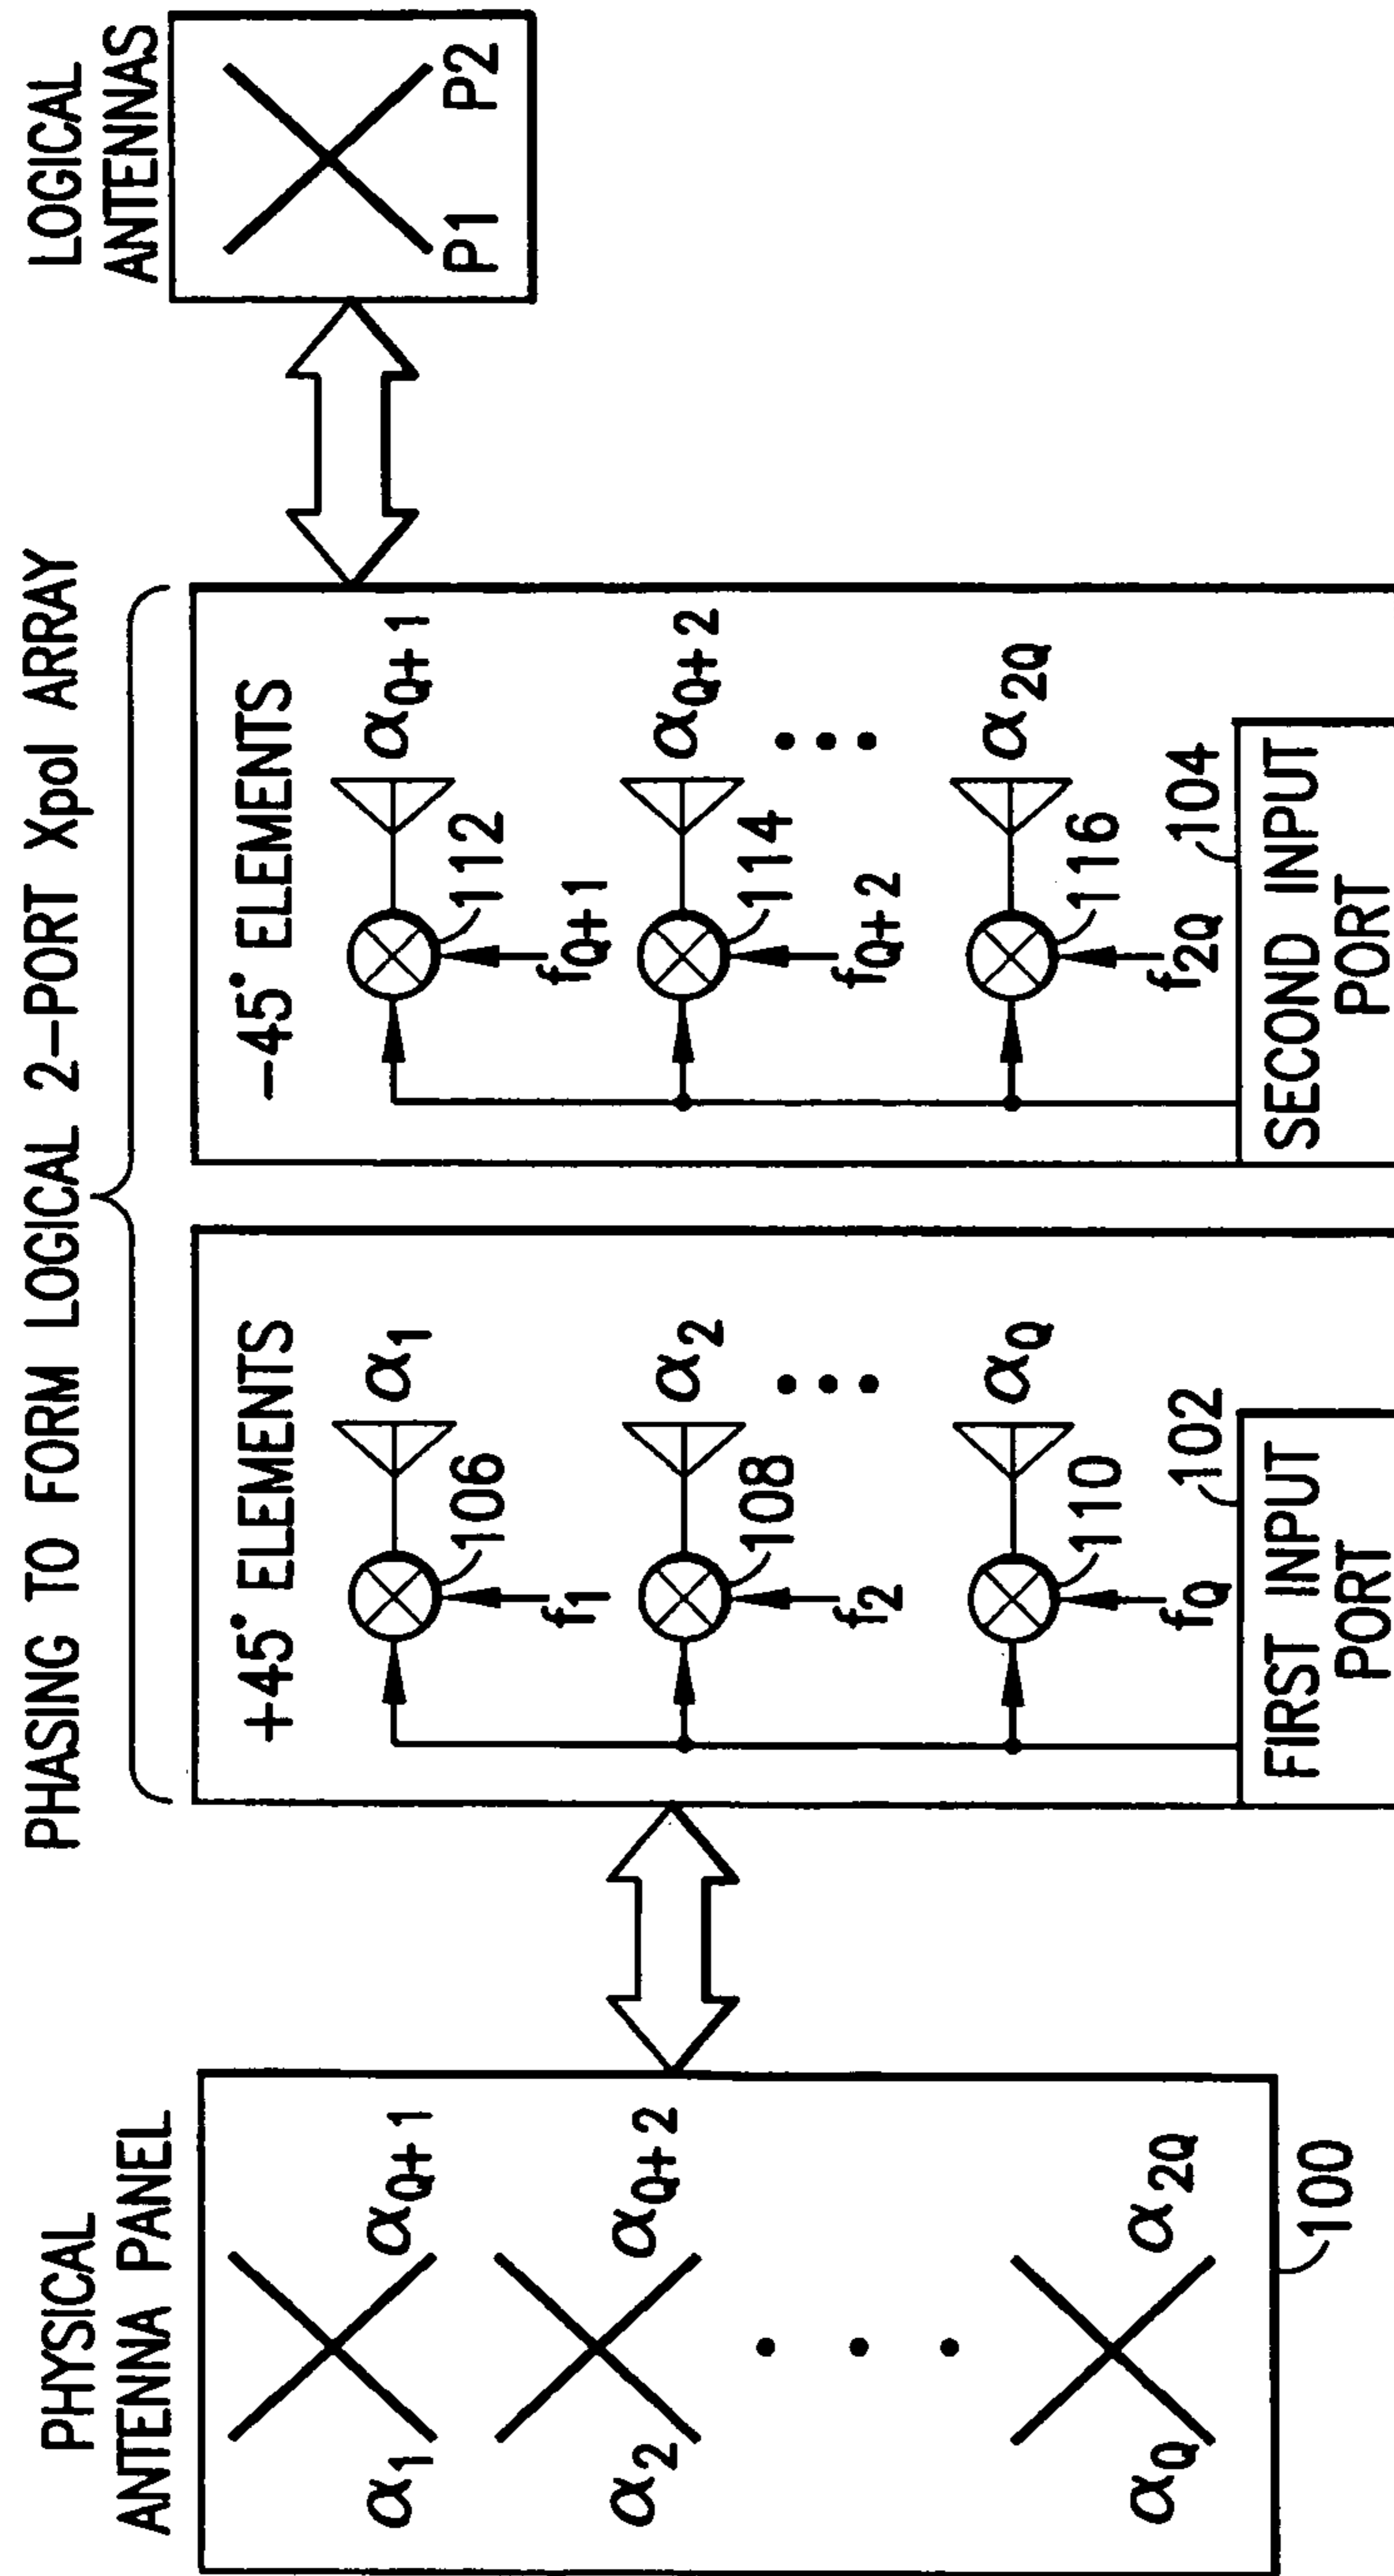 PHYSICAL
ANTENNA PANEL
α1
αQ+1
α2
αQ+2
αQ
α2Q
100
PHASING TO FORM LOGICAL 2-PORT Xpol ARRAY
+45° ELEMENTS
α1
106
f1
α2
108
f2
αQ
110
fQ
102
FIRST INPUT
PORT
-45° ELEMENTS
αQ+1
112
fQ+1
αQ+2
114
fQ+2
α2Q
116
f2Q
104
SECOND INPUT
PORT
LOGICAL
ANTENNAS
P1
P2